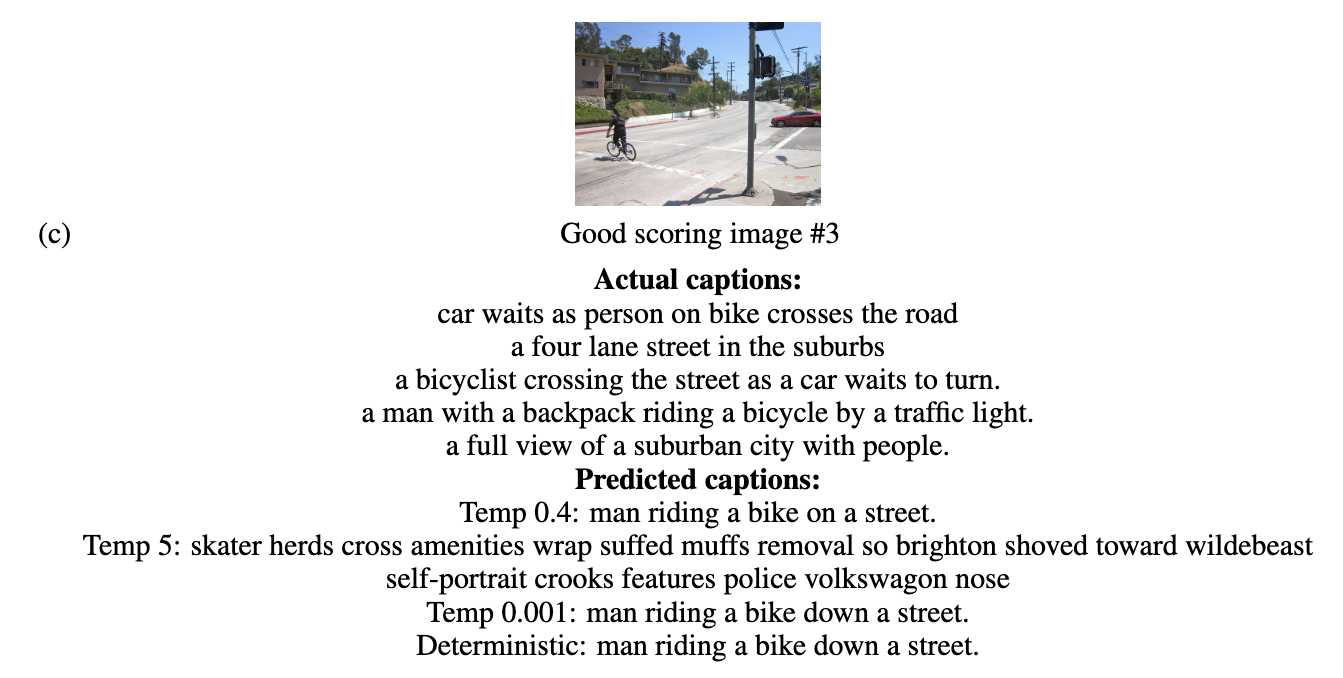 (c)
Good scoring image #3
Actual captions:
car waits as person on bike crosses the road
a four lane street in the suburbs
a bicyclist crossing the street as a car waits to turn.
a man with a backpack riding a bicycle by a traffic light.
a full view of a suburban city with people.
Predicted captions:
Temp 0.4: man riding a bike on a street.
Temp 5: skater herds cross amenities wrap suffed muffs removal so brighton shoved toward wildebeast
self-portrait crooks features police volkswagon nose
Temp 0.001: man riding a bike down a street.
Deterministic: man riding a bike down a street.